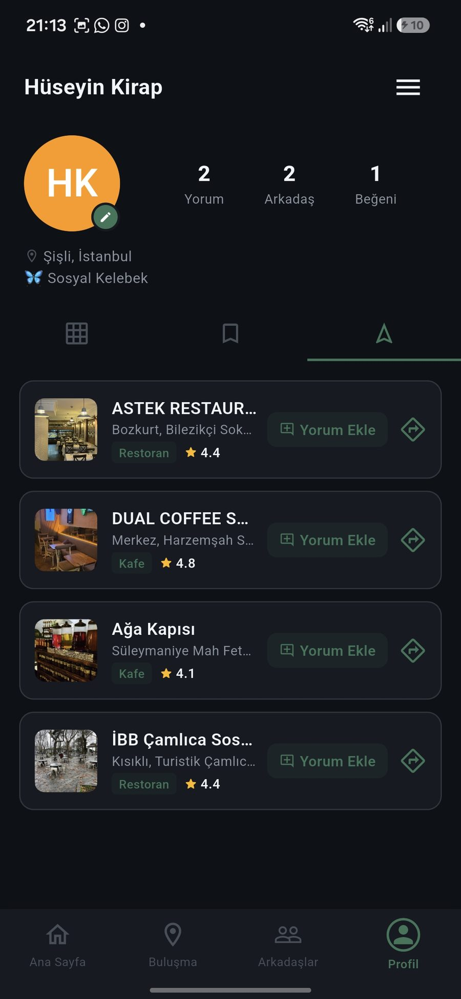 21:13
6
10
Hüseyin Kirap
HK
2
2
1
Yorum
Arkadaş
Beğeni
Şişli, İstanbul
Sosyal Kelebek
ASTEK RESTAUR...
Bozkurt, Bilezikçi Sok...
Restoran
4.4
Yorum Ekle
DUAL COFFEE S...
Merkez, Harzemşah S...
Kafe
4.8
Yorum Ekle
Ağa Kapısı
Süleymaniye Mah Fet...
Kafe
4.1
Yorum Ekle
İBB Çamlıca Sos...
Kısıklı, Turistik Çamlıc...
Restoran
4.4
Yorum Ekle
Ana Sayfa
Buluşma
Arkadaşlar
Profil